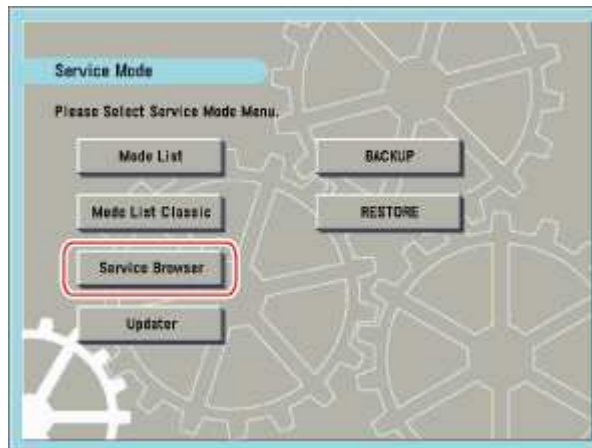 Service Mode
Please Select Service Mode Menu.
Mode List
BACKUP
Mode List Classic
RESTORE
Service Browser
Updater